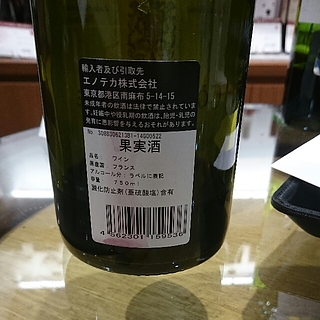 輸入者及び引取先
エノテカ株式会社
東京都港区南麻布5-14-15
未成年者の飲酒は法律で禁止されています。
妊娠中や授乳期の飲酒は、胎児・乳児の
発育に悪影響を与えるおそれがあります。
果実酒
品名 ワイン
原産国 フランス
アルコール分 ラベルに表記
容量 750ml
酸化防止剤(亜硫酸塩)含有
4 562301 159536